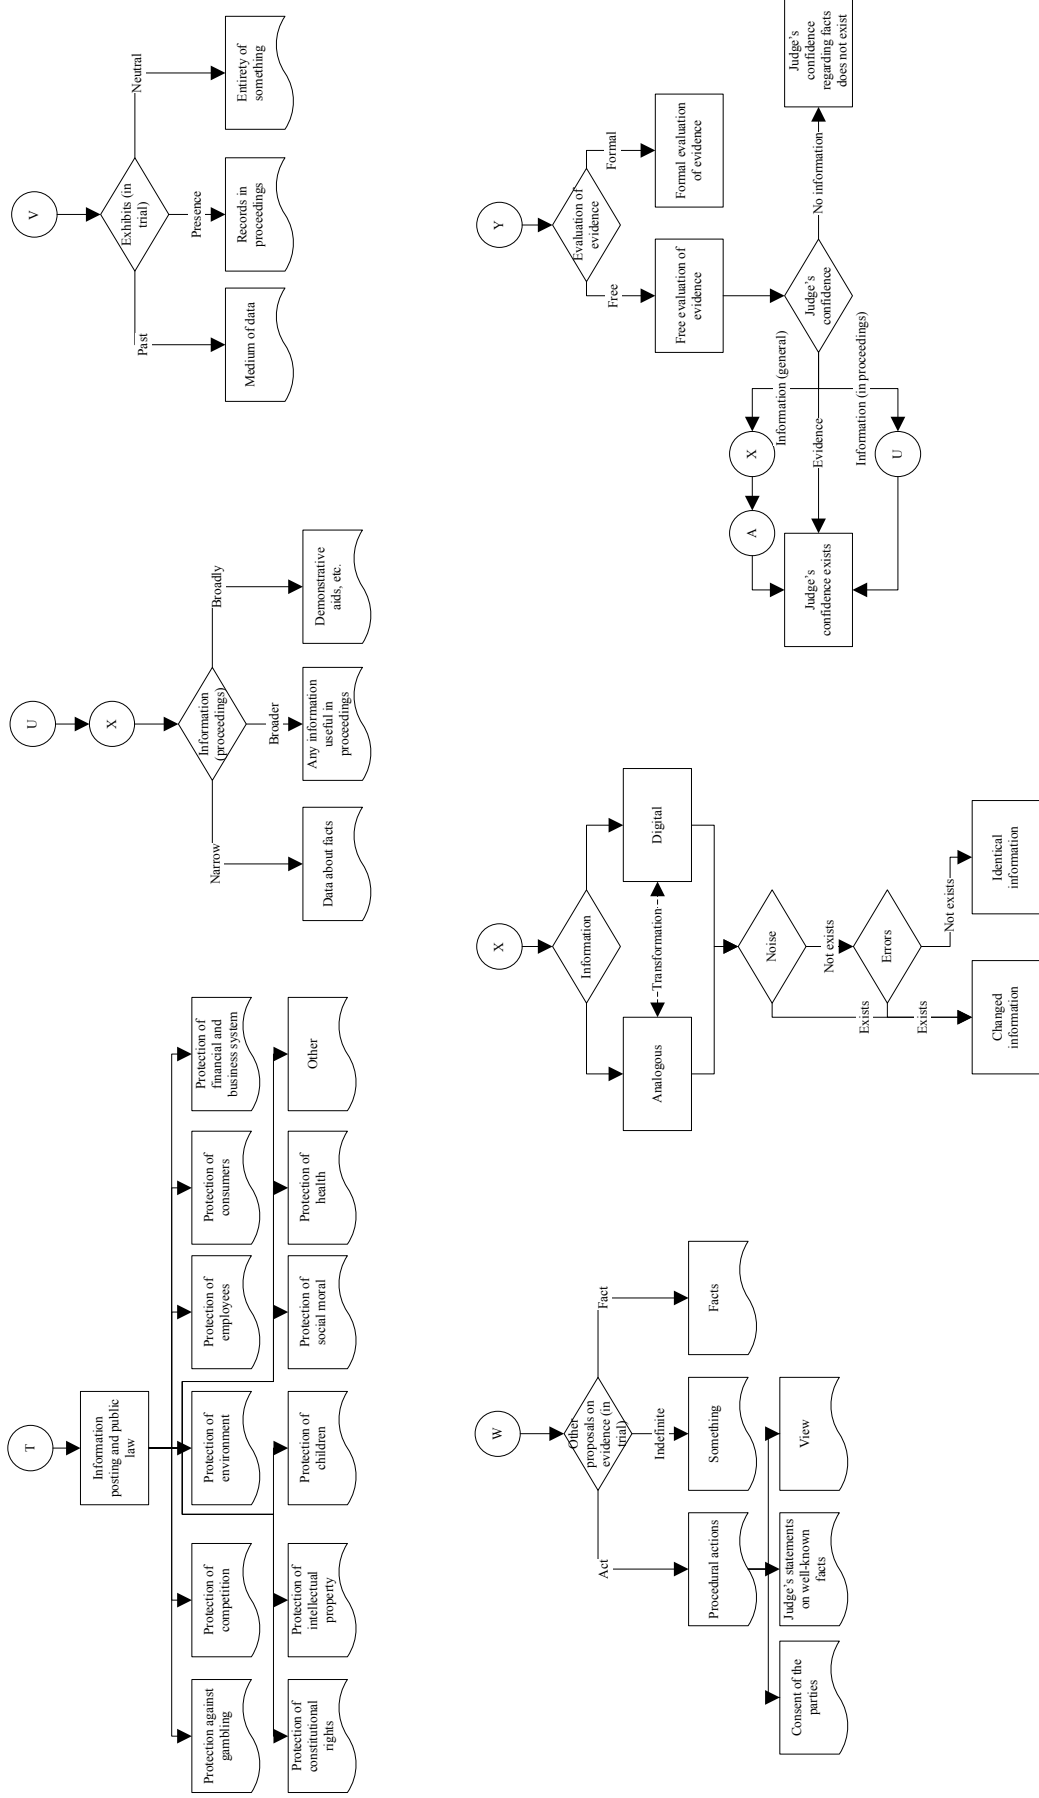 T
Information
posting and public
law
Protection against
gambling
Protection of
competition
Protection of
environment
Protection of
employees
Protection of
consumers
Protection of
financial and
business system
Protection of
constitutional
rights
Protection of
intellectual
property
Protection of
children
Protection of
social moral
Protection of
health
Other
U
X
Information
(proceedings)
Narrow
Broader
Broadly
Data about facts
Any information
useful in
proceedings
Demonstrative
aids, etc.
V
Exhibits (in
trial)
Past
Presence
Neutral
Medium of data
Records in
proceedings
Entirety of
something
W
Other
proposals on
evidence (in
trial)
Act
Indefinite
Fact
Procedural actions
Something
Facts
Consent of the
parties
Judge's statements
on well-known
facts
View
X
Information
Analogous
Transformation
Digital
Noise
Exists
Not exists
Errors
Exists
Not exists
Changed
information
Identical
information
Y
Evaluation of
evidence
Free
Formal
Free evaluation of
evidence
Formal evaluation
of evidence
Judge's
confidence
Information (general)
Evidence
Information (in proceedings)
No information
X
A
U
Judge's
confidence exists
Judge's
confidence
regarding facts
does not exist